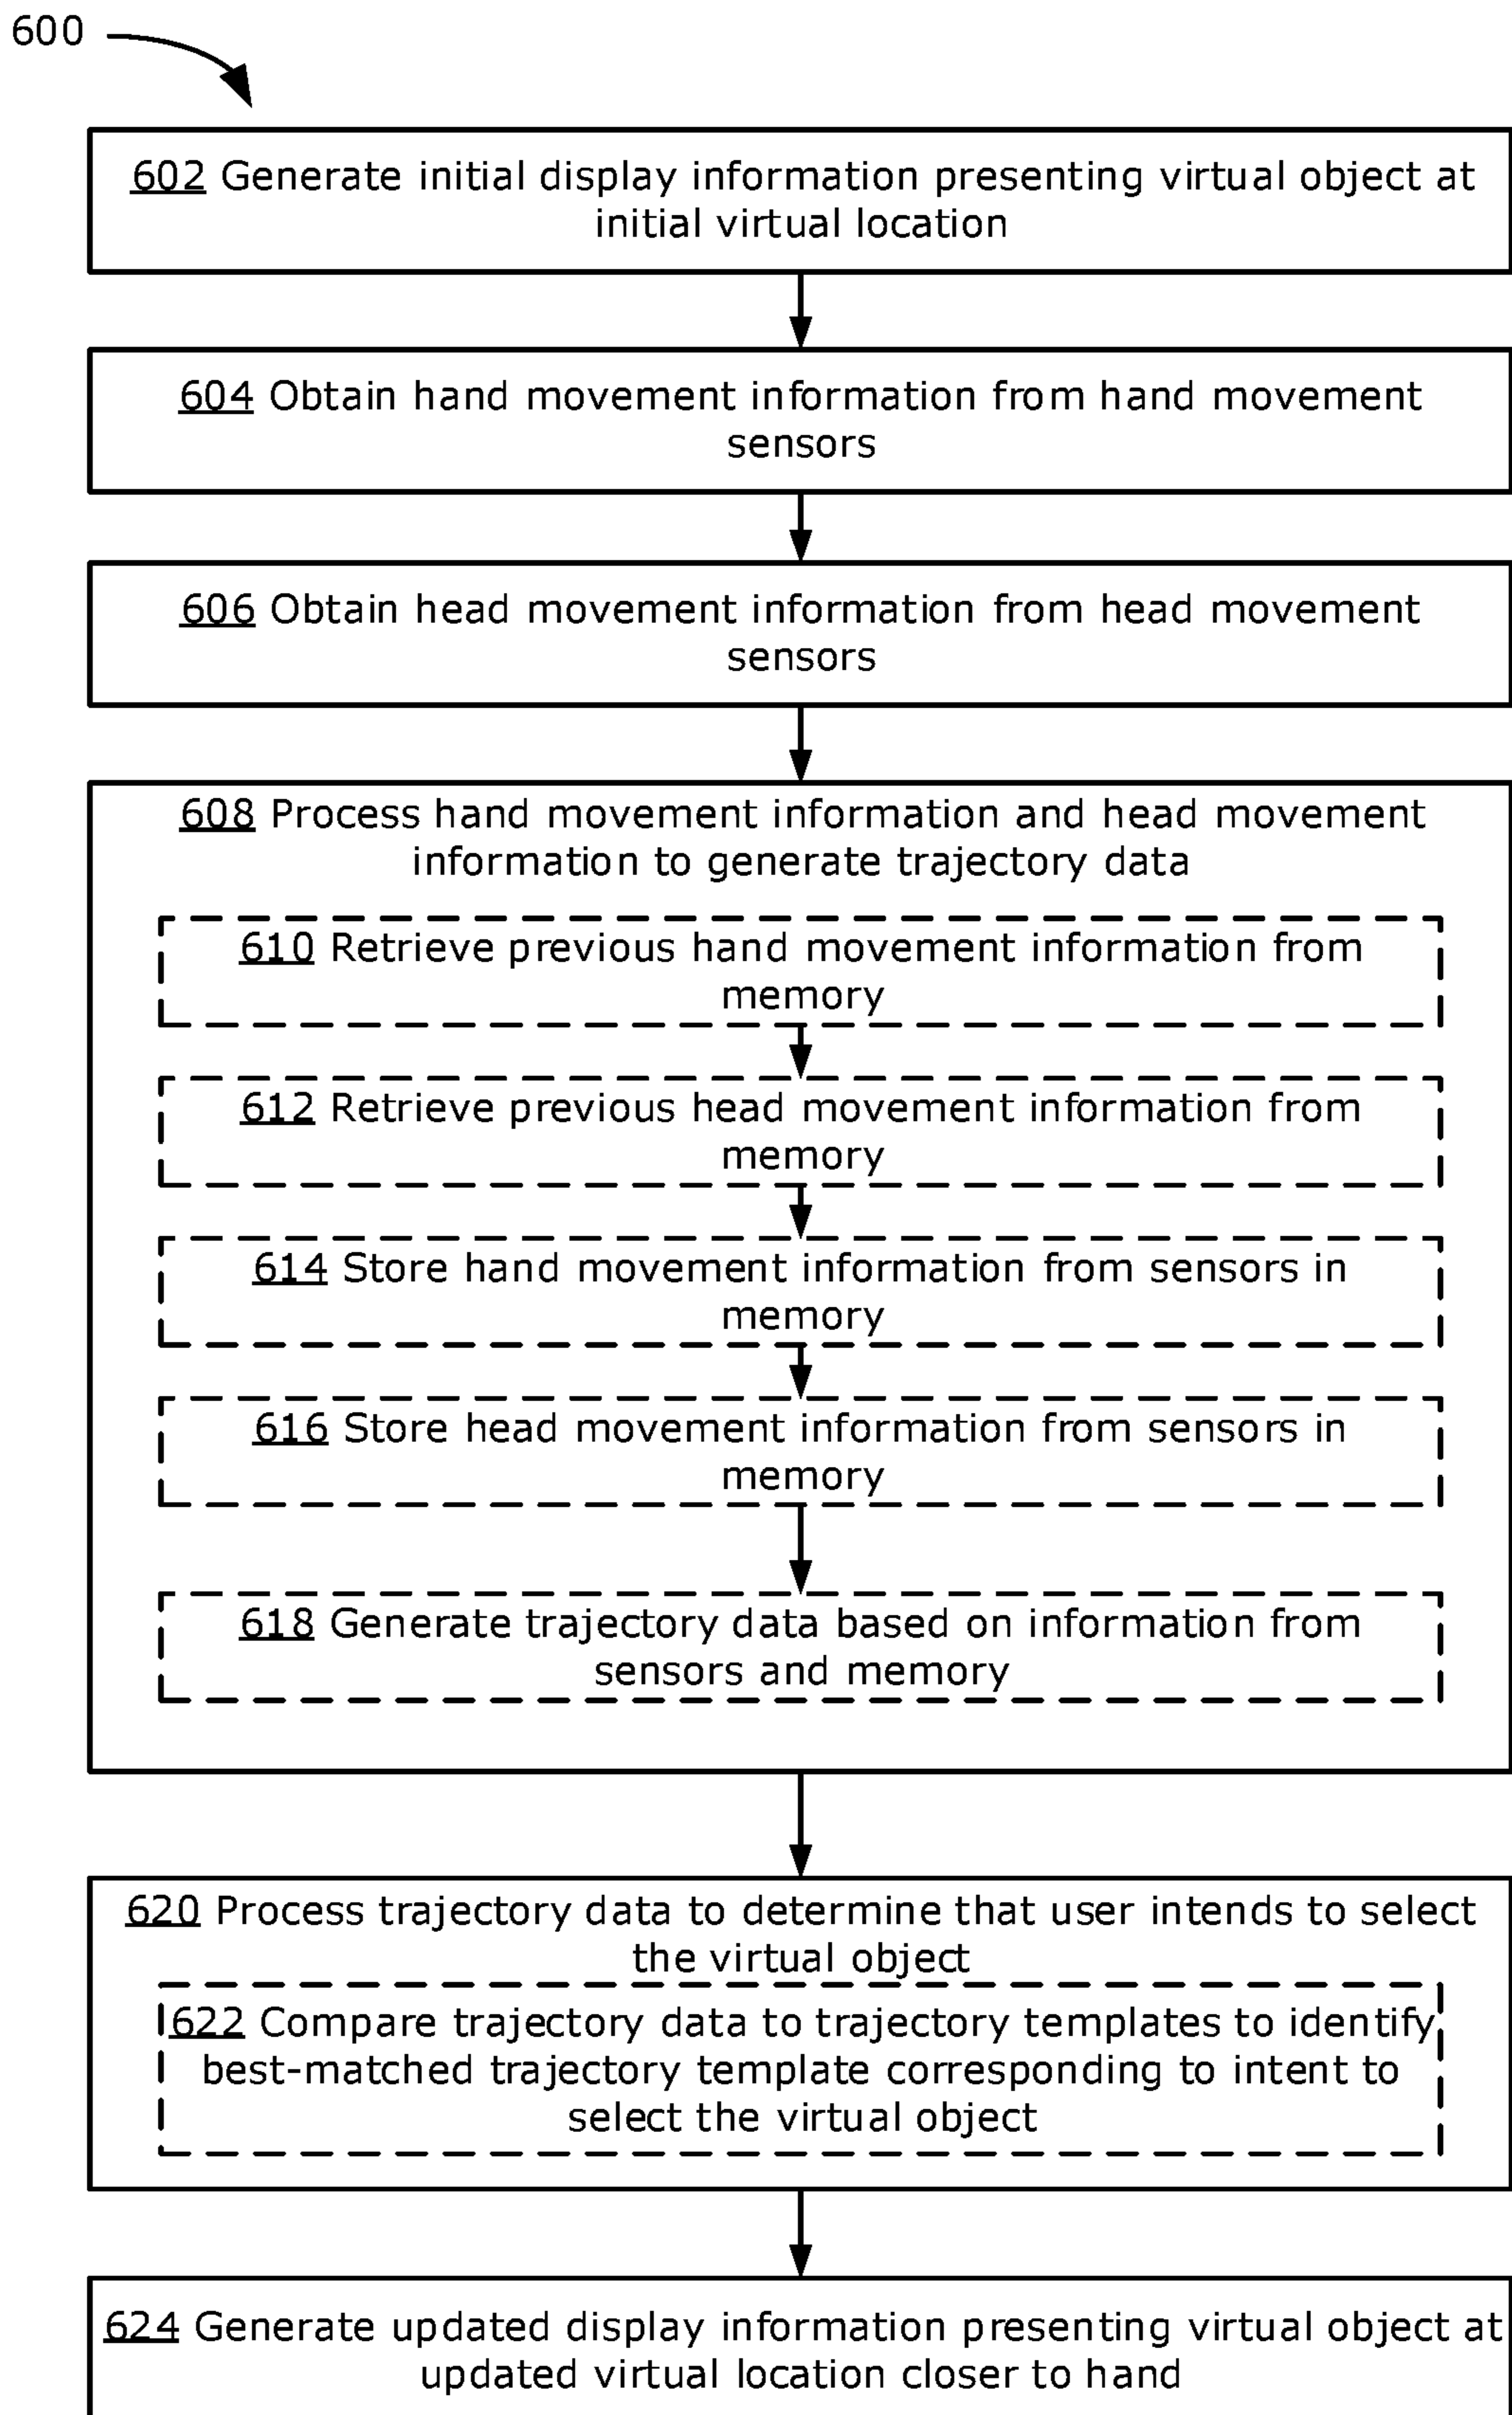 600
602 Generate initial display information presenting virtual object at
initial virtual location
604 Obtain hand movement information from hand movement
sensors
606 Obtain head movement information from head movement
sensors
608 Process hand movement information and head movement
information to generate trajectory data
610 Retrieve previous hand movement information from
memory
612 Retrieve previous head movement information from
memory
614 Store hand movement information from sensors in
memory
616 Store head movement information from sensors in
memory
618 Generate trajectory data based on information from
sensors and memory
620 Process trajectory data to determine that user intends to select
the virtual object
622 Compare trajectory data to trajectory templates to identify
best-matched trajectory template corresponding to intent to
select the virtual object
624 Generate updated display information presenting virtual object at
updated virtual location closer to hand